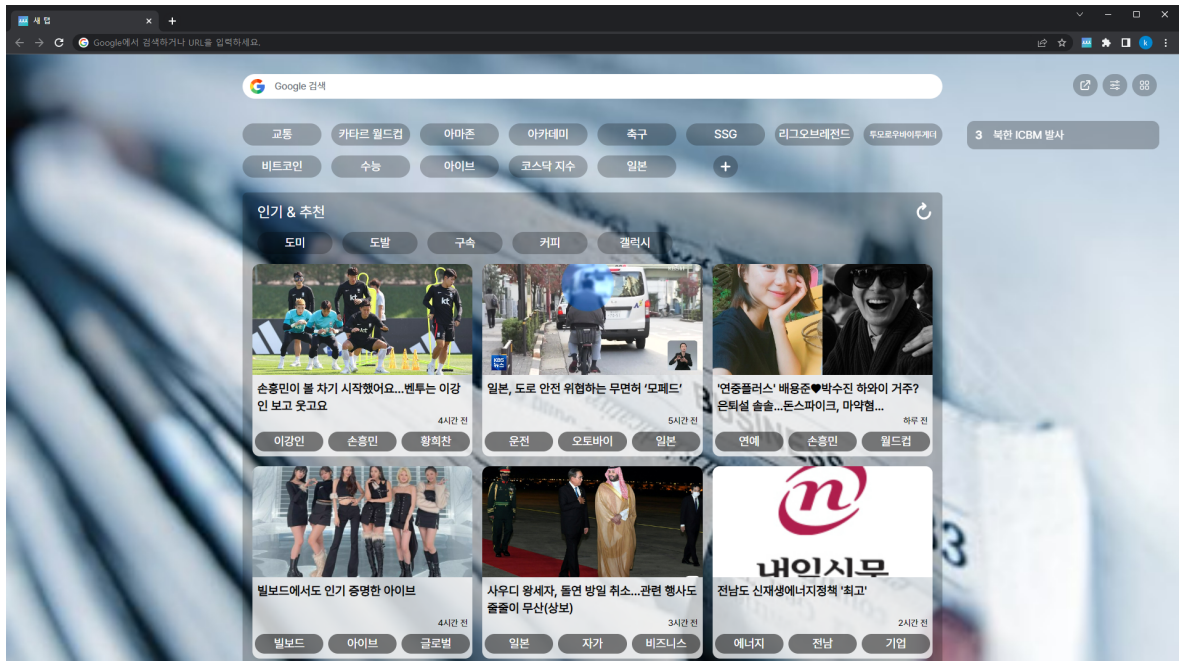 새 탭
Google에서 검색하거나 URL을 입력하세요.
k
Google 검색
교통 카타르 월드컵 아마존 아카데미 축구 SSG 리그오브레전드 투모로우바이투게더
3 북한 ICBM 발사
비트코인 수능 아이브 코스닥 지수 일본 +
인기 & 추천
도미 도발 구속 커피 갤럭시
kt
kt
KBS
뉴스
손흥민이 볼 차기 시작했어요...벤투는 이강
인 보고 웃고요
4시간 전
이강인 손흥민 황희찬
일본, 도로 안전 위협하는 무면허 ‘모페드’
5시간 전
운전 오토바이 일본
'연중플러스' 배용준♥박수진 하와이 거주?
은퇴설 솔솔...돈스파이크, 마약혐...
하루 전
연예 손흥민 월드컵
BUSINESS
빌보드에서도 인기 증명한 아이브
4시간 전
빌보드 아이브 글로벌
사우디 왕세자, 돌연 방일 취소...관련 행사도
줄줄이 무산(상보)
3시간 전
일본 자가 비즈니스
n
내일신문
전남도 신재생에너지정책 '최고'
2시간 전
에너지 전남 기업
3